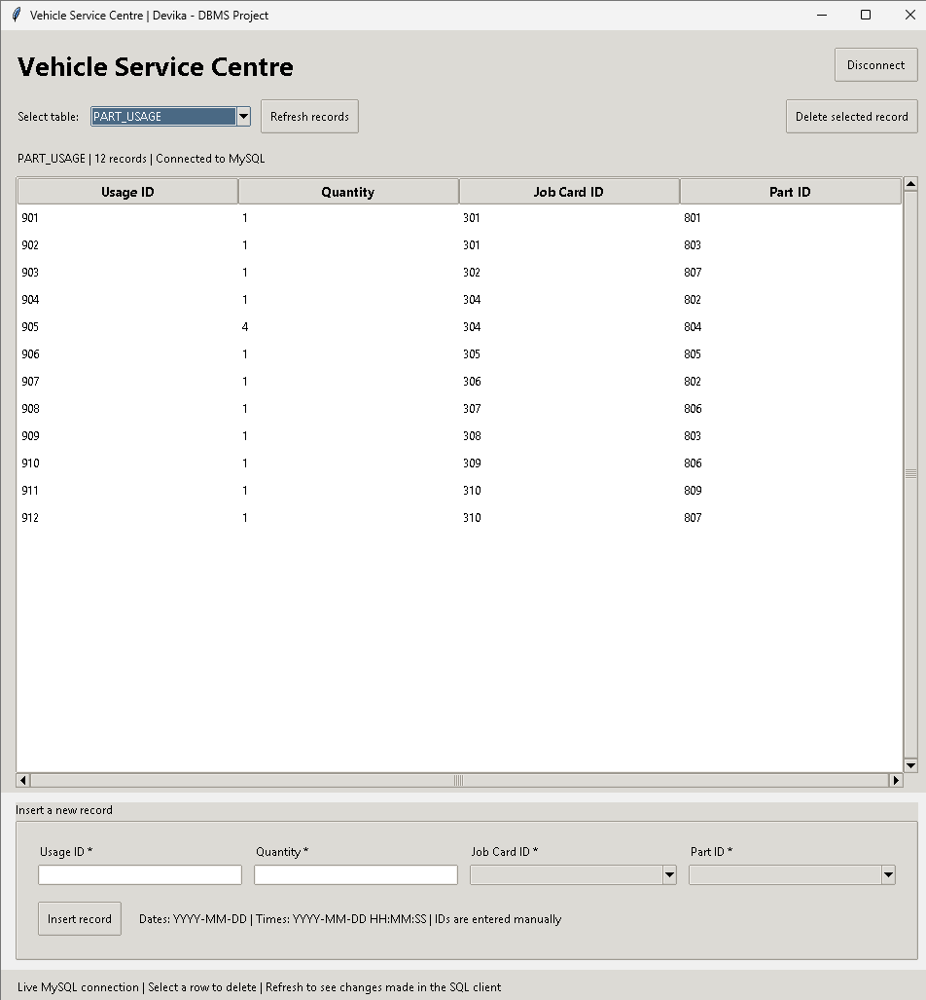 Vehicle Service Centre | Devika - DBMS Project
Vehicle Service Centre
Disconnect
Select table: PART_USAGE Refresh records Delete selected record
PART_USAGE | 12 records | Connected to MySQL
Usage ID Quantity Job Card ID Part ID
901 1 301 801
902 1 301 803
903 1 302 807
904 1 304 802
905 4 304 804
906 1 305 805
907 1 306 802
908 1 307 806
909 1 308 803
910 1 309 806
911 1 310 809
912 1 310 807
Insert a new record
Usage ID * Quantity * Job Card ID * Part ID *
Insert record Dates: YYYY-MM-DD | Times: YYYY-MM-DD HH:MM:SS | IDs are entered manually
Live MySQL connection | Select a row to delete | Refresh to see changes made in the SQL client